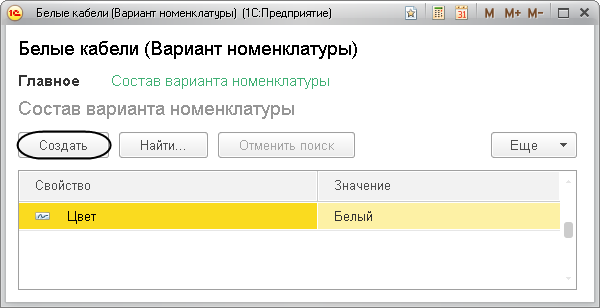 Белые кабели (Вариант номенклатуры) (1С:Предприятие)
31 M M+ M-
Белые кабели (Вариант номенклатуры)
Главное Состав варианта номенклатуры
Состав варианта номенклатуры
Создать Найти... Отменить поиск Еще
Свойство Значение
Цвет Белый